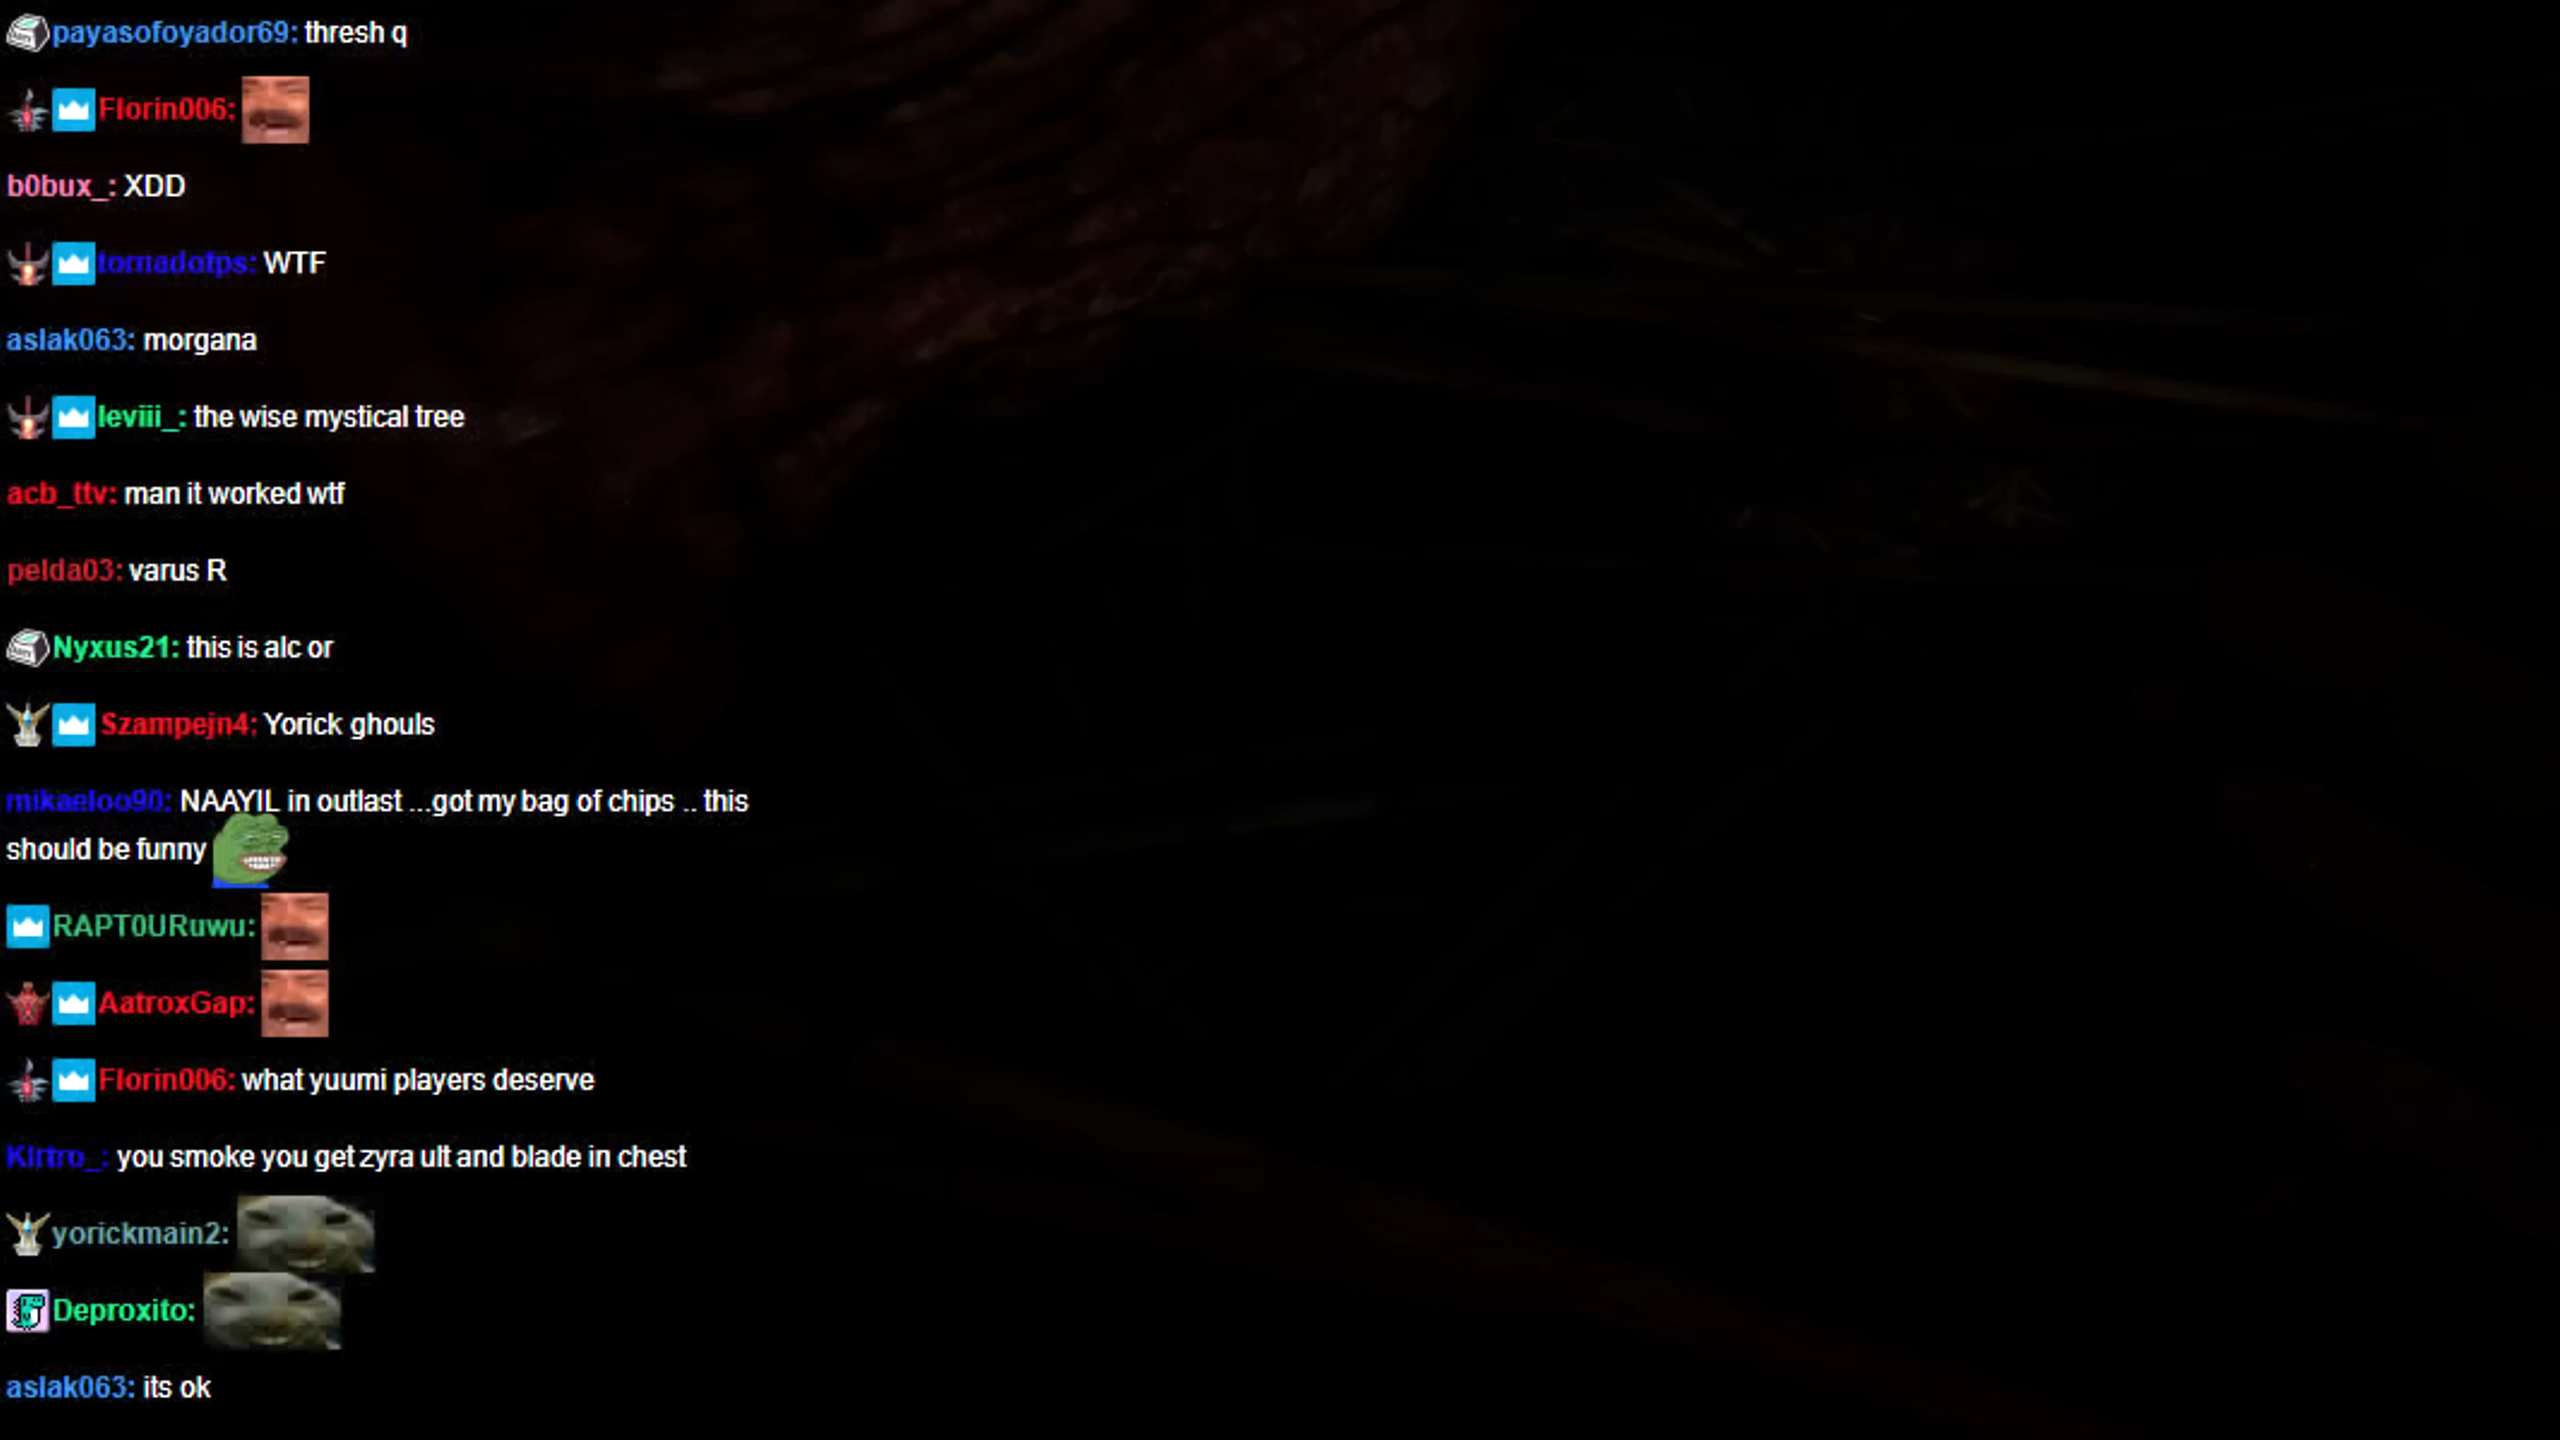 payasofoyador69: thresh q
Florin006:
b0bux_: XDD
tornadofps: WTF
aslak063: morgana
leviii_: the wise mystical tree
acb_ttv: man it worked wtf
pelda03: varus R
Nyxus21: this is alc or
Szampejn4: Yorick ghouls
mikaeloo90: NAAYIL in outlast ...got my bag of chips .. this
should be funny
RAPT0URuwu:
AatroxGap:
Florin006: what yuumi players deserve
Kirtro_: you smoke you get zyra ult and blade in chest
yorickmain2:
Deproxito:
aslak063: its ok